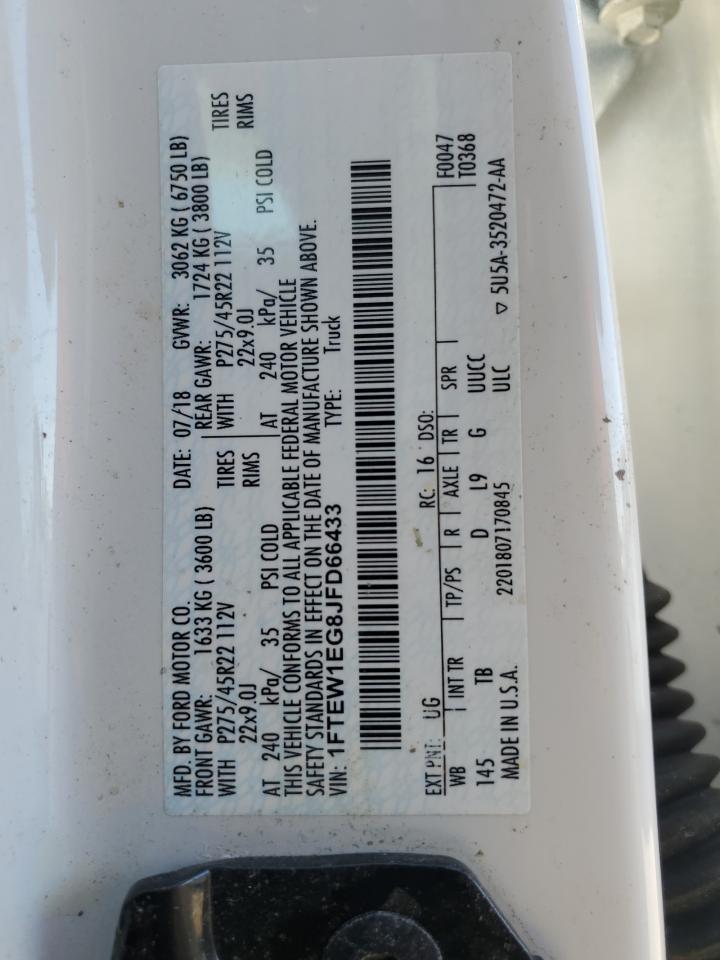 MFD. BY FORD MOTOR CO.
DATE: 07/18 GVWR: 3062 KG ( 6750 LB)
FRONT GAWR: 1633 KG ( 3600 LB) REAR GAWR: 1724 KG ( 3800 LB)
WITH P275/45R22 112V TIRES WITH P275/45R22 112V TIRES
22x9.0J RIMS 22x9.0J RIMS
AT 240 kPa/ 35 PSI COLD AT 240 kPa/ 35 PSI COLD
THIS VEHICLE CONFORMS TO ALL APPLICABLE FEDERAL MOTOR VEHICLE
SAFETY STANDARDS IN EFFECT ON THE DATE OF MANUFACTURE SHOWN ABOVE.
VIN: 1FTEW1EG8JFD66433 TYPE: Truck
F0047
EXT PNT: UG RC: 16 DSO: T0368
WB INT TR TP/PS R AXLE TR SPR
145 TB D L9 G UUCC
MADE IN U.S.A. 2201807170845 ULC ▽ 5U5A-3520472-AA